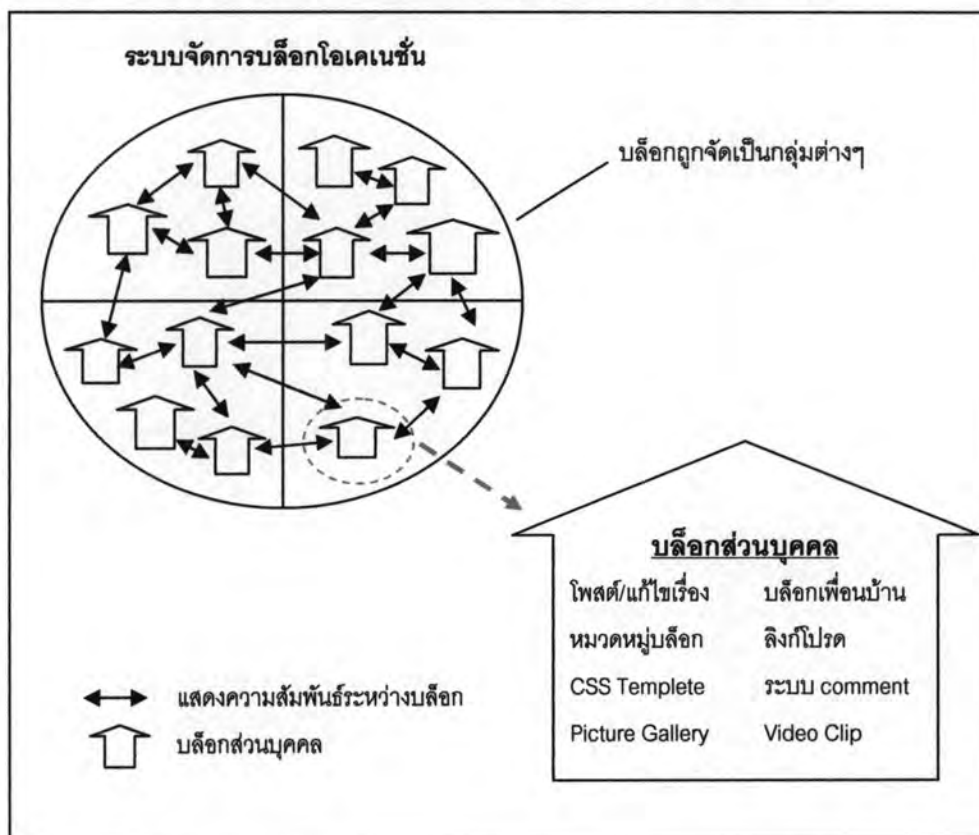 ระบบจัดการบล็อกโอเคเนชั่น
บล็อกถูกจัดเป็นกลุ่มต่างๆ
บล็อกส่วนบุคคล
โพสต์/แก้ไขเรื่อง บล็อกเพื่อนบ้าน
หมวดหมู่บล็อก ลิงก์โปรด
CSS Templete ระบบ comment
Picture Gallery Video Clip
แสดงความสัมพันธ์ระหว่างบล็อก
บล็อกส่วนบุคคล